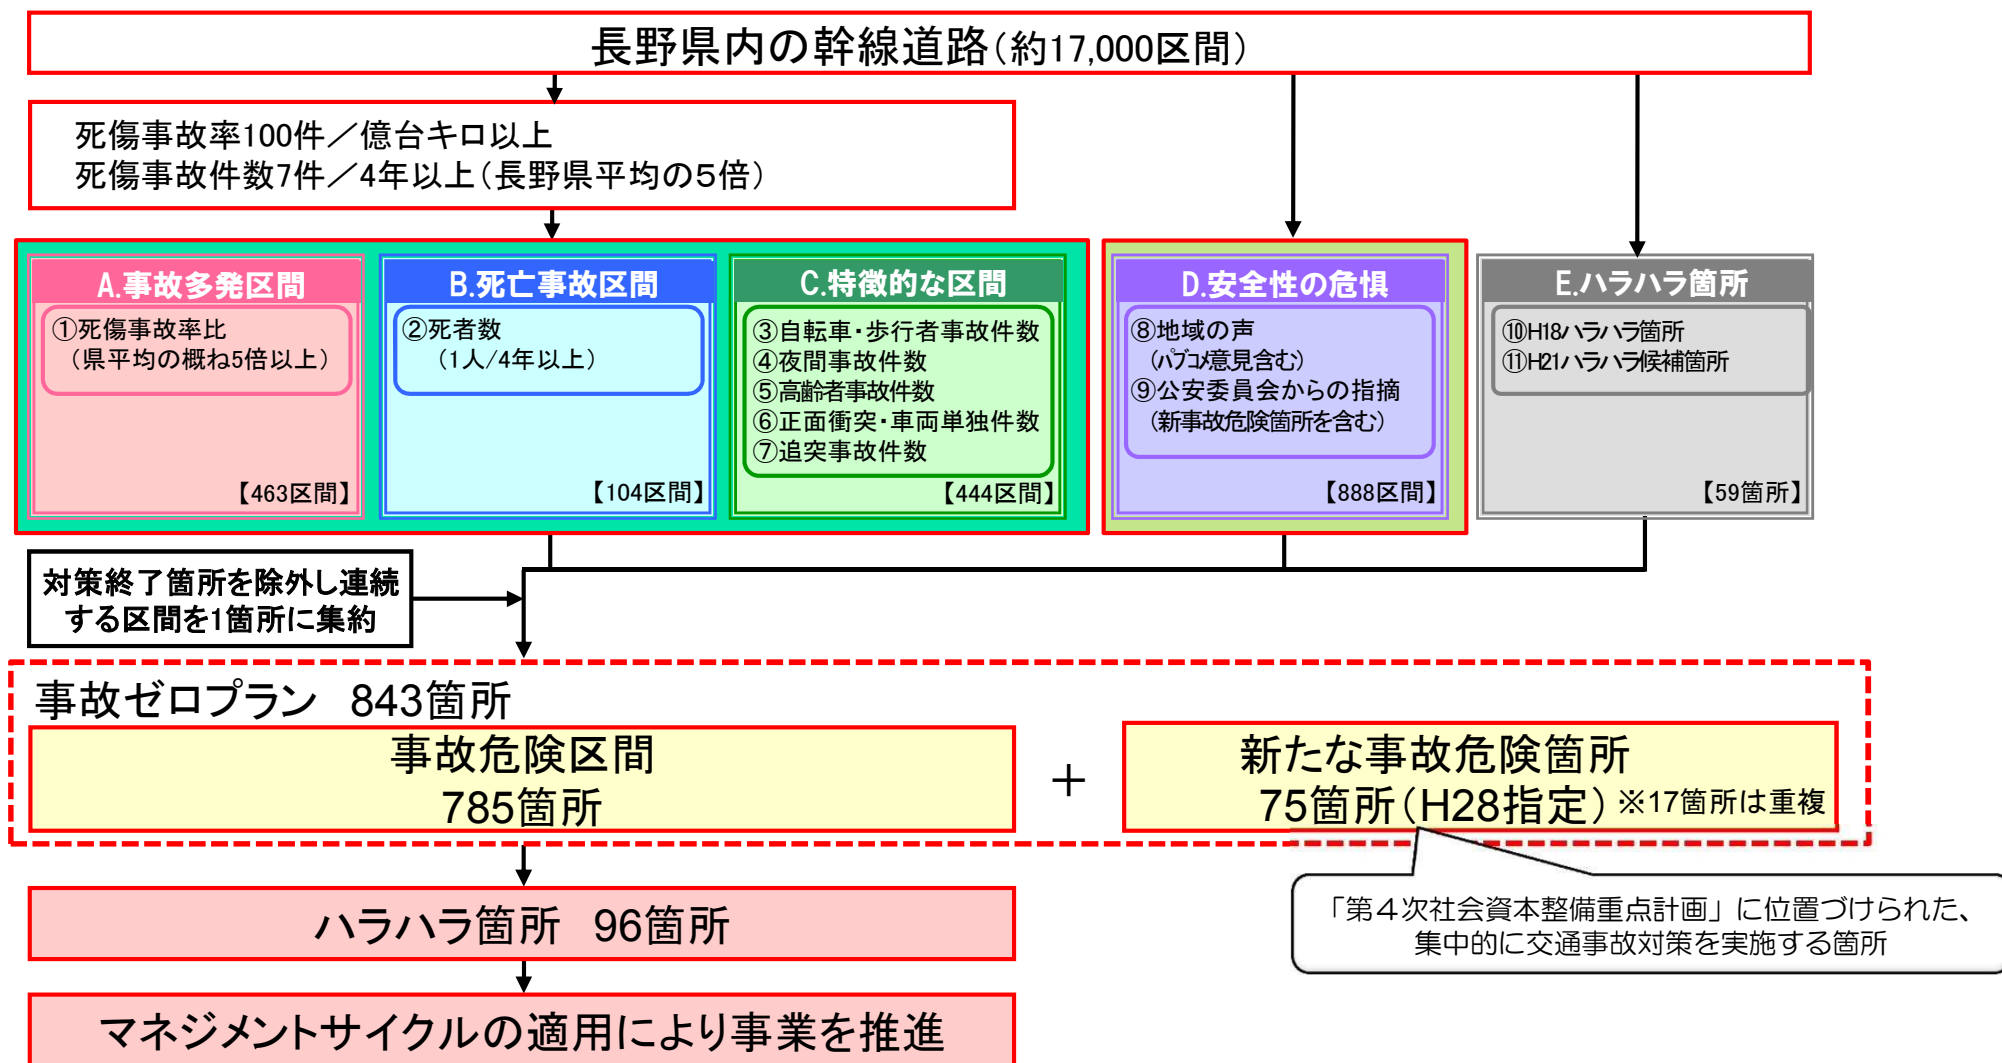 長野県内の幹線道路（約17,000区間）
死傷事故率100件／億台キロ以上
死傷事故件数7件／4年以上（長野県平均の５倍）
A.事故多発区間
①死傷事故率比
（県平均の概ね5倍以上）
【463区間】
B.死亡事故区間
②死者数
（1人/4年以上）
【104区間】
C.特徴的な区間
③自転車・歩行者事故件数
④夜間事故件数
⑤高齢者事故件数
⑥正面衝突・車両単独件数
⑦追突事故件数
【444区間】
D.安全性の危惧
⑧地域の声
（パブコメ意見含む）
⑨公安委員会からの指摘
（新事故危険箇所を含む）
【888区間】
E.ハラハラ箇所
⑩H18ハラハラ箇所
⑪H21ハラハラ候補箇所
【59箇所】
対策終了箇所を除外し連続
する区間を1箇所に集約
事故ゼロプラン　843箇所
事故危険区間
785箇所
＋
新たな事故危険箇所
75箇所（H28指定）※17箇所は重複
「第４次社会資本整備重点計画」に位置づけられた、
集中的に交通事故対策を実施する箇所
ハラハラ箇所　96箇所
マネジメントサイクルの適用により事業を推進